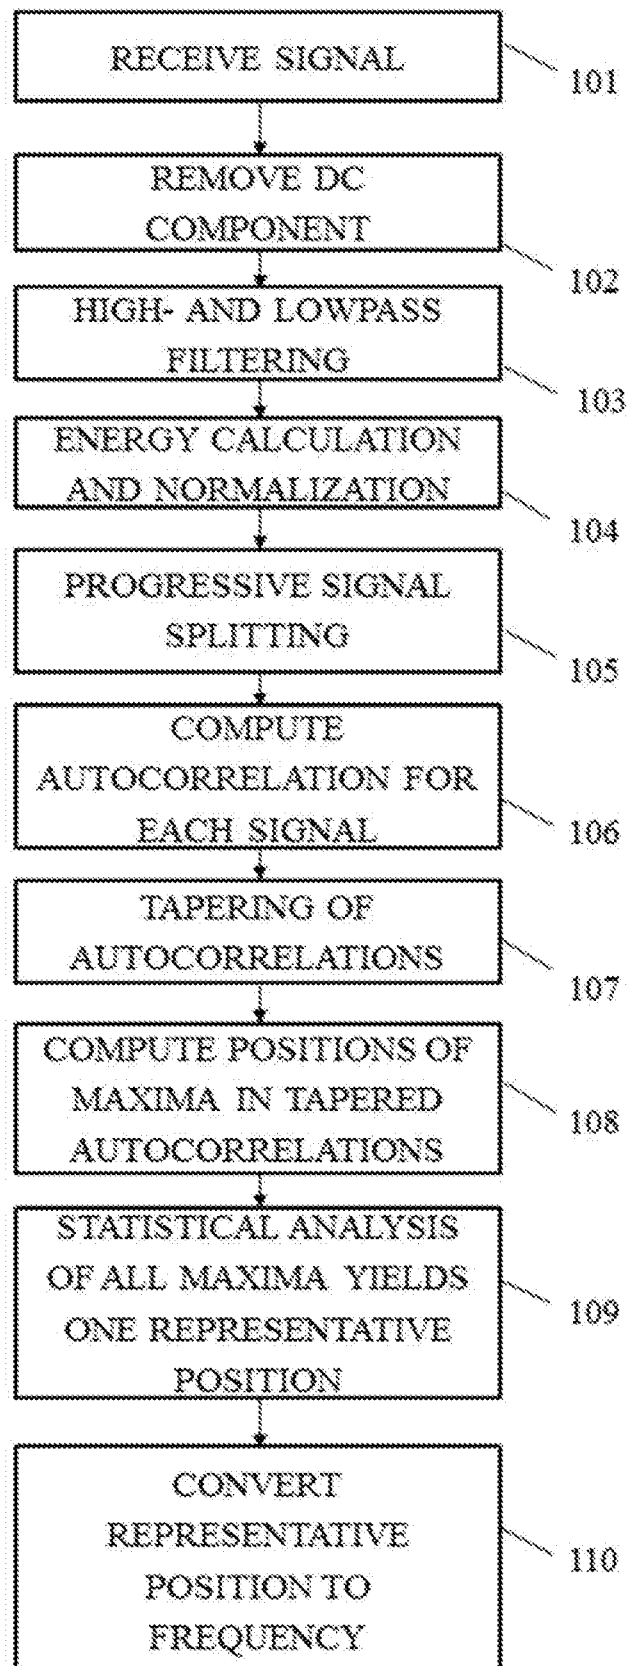 RECEIVE SIGNAL
101
REMOVE DC
COMPONENT
102
HIGH- AND LOWPASS
FILTERING
103
ENERGY CALCULATION
AND NORMALIZATION
104
PROGRESSIVE SIGNAL
SPLITTING
105
COMPUTE
AUTOCORRELATION FOR
EACH SIGNAL
106
TAPERING OF
AUTOCORRELATIONS
107
COMPUTE POSITIONS OF
MAXIMA IN TAPERED
AUTOCORRELATIONS
108
STATISTICAL ANALYSIS
OF ALL MAXIMA YIELDS
ONE REPRESENTATIVE
POSITION
109
CONVERT
REPRESENTATIVE
POSITION TO
FREQUENCY
110